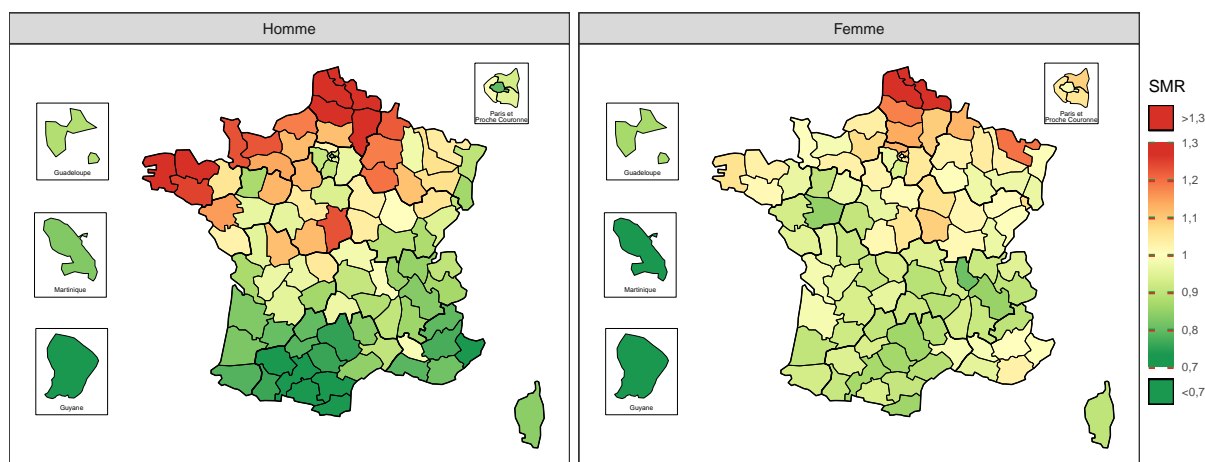 Homme
Femme
Paris et
Proche Couronne
Guadeloupe
Martinique
Guyane
Paris et
Proche Couronne
Guadeloupe
Martinique
Guyane
SMR
>1,3
1,3
1,2
1,1
1
0,9
0,8
0,7
<0,7